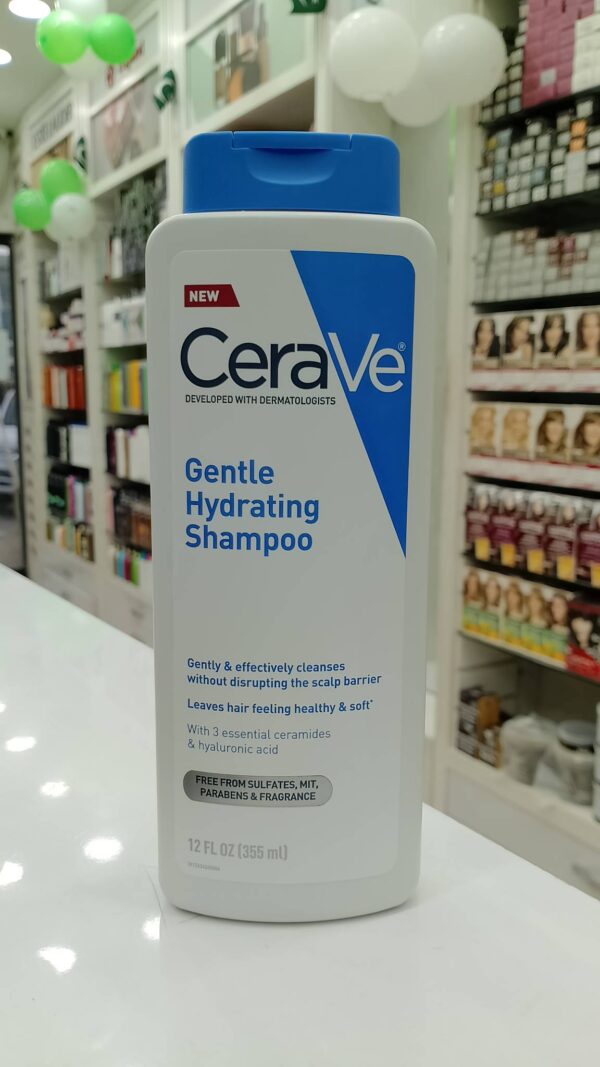 NEW
CeraVe®
DEVELOPED WITH DERMATOLOGISTS
Gentle
Hydrating
Shampoo
Gently & effectively cleanses
without disrupting the scalp barrier
Leaves hair feeling healthy & soft*
With 3 essential ceramides
& hyaluronic acid
FREE FROM SULFATES, MIT,
PARABENS & FRAGRANCE
12 FL OZ (355 ml)